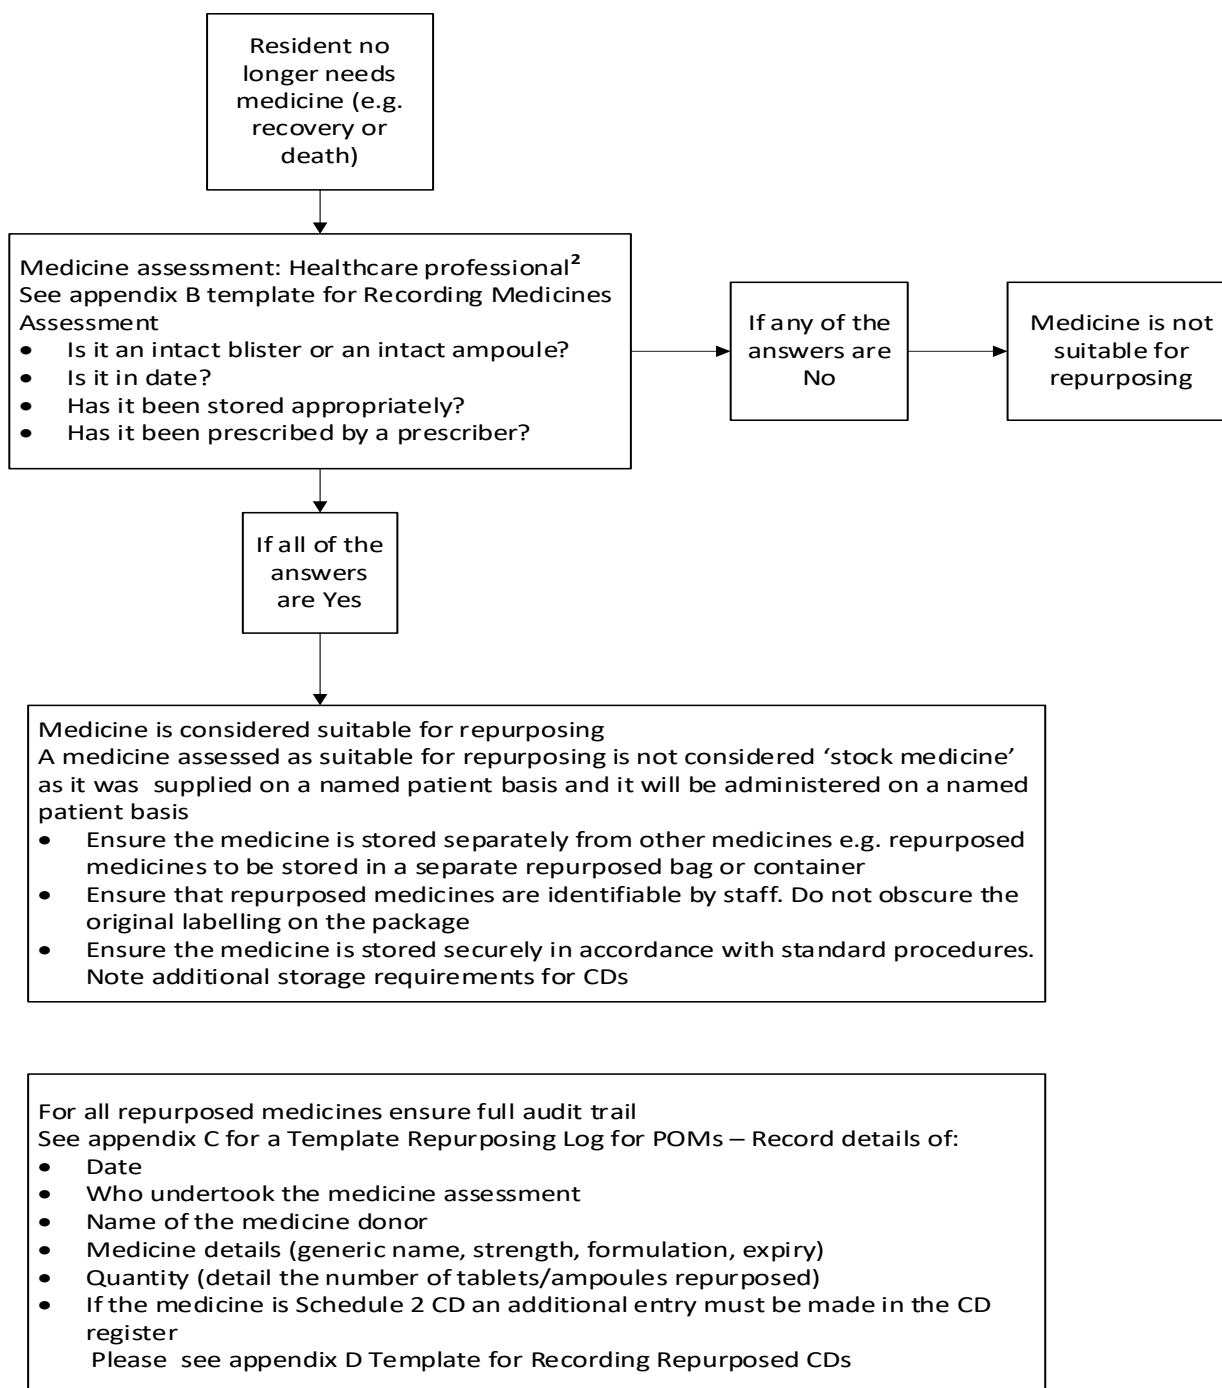 Resident no
longer needs
medicine (e.g.
recovery or
death)
Medicine assessment: Healthcare professional²
See appendix B template for Recording Medicines
Assessment
• Is it an intact blister or an intact ampoule?
• Is it in date?
• Has it been stored appropriately?
• Has it been prescribed by a prescriber?
If any of the
answers are
No
Medicine is not
suitable for
repurposing
If all of the
answers
are Yes
Medicine is considered suitable for repurposing
A medicine assessed as suitable for repurposing is not considered ‘stock medicine’
as it was supplied on a named patient basis and it will be administered on a named
patient basis
• Ensure the medicine is stored separately from other medicines e.g. repurposed
medicines to be stored in a separate repurposed bag or container
• Ensure that repurposed medicines are identifiable by staff. Do not obscure the
original labelling on the package
• Ensure the medicine is stored securely in accordance with standard procedures.
Note additional storage requirements for CDs
For all repurposed medicines ensure full audit trail
See appendix C for a Template Repurposing Log for POMs – Record details of:
• Date
• Who undertook the medicine assessment
• Name of the medicine donor
• Medicine details (generic name, strength, formulation, expiry)
• Quantity (detail the number of tablets/ampoules repurposed)
• If the medicine is Schedule 2 CD an additional entry must be made in the CD
register
Please see appendix D Template for Recording Repurposed CDs